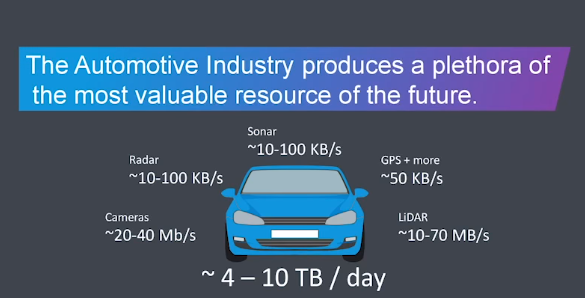 The Automotive Industry produces a plethora of
the most valuable resource of the future.
Sonar
~10-100 KB/s
Radar
~10-100 KB/s
GPS + more
~50 KB/s
Cameras
~20-40 Mb/s
LiDAR
~10-70 MB/s
~ 4 – 10 TB / day